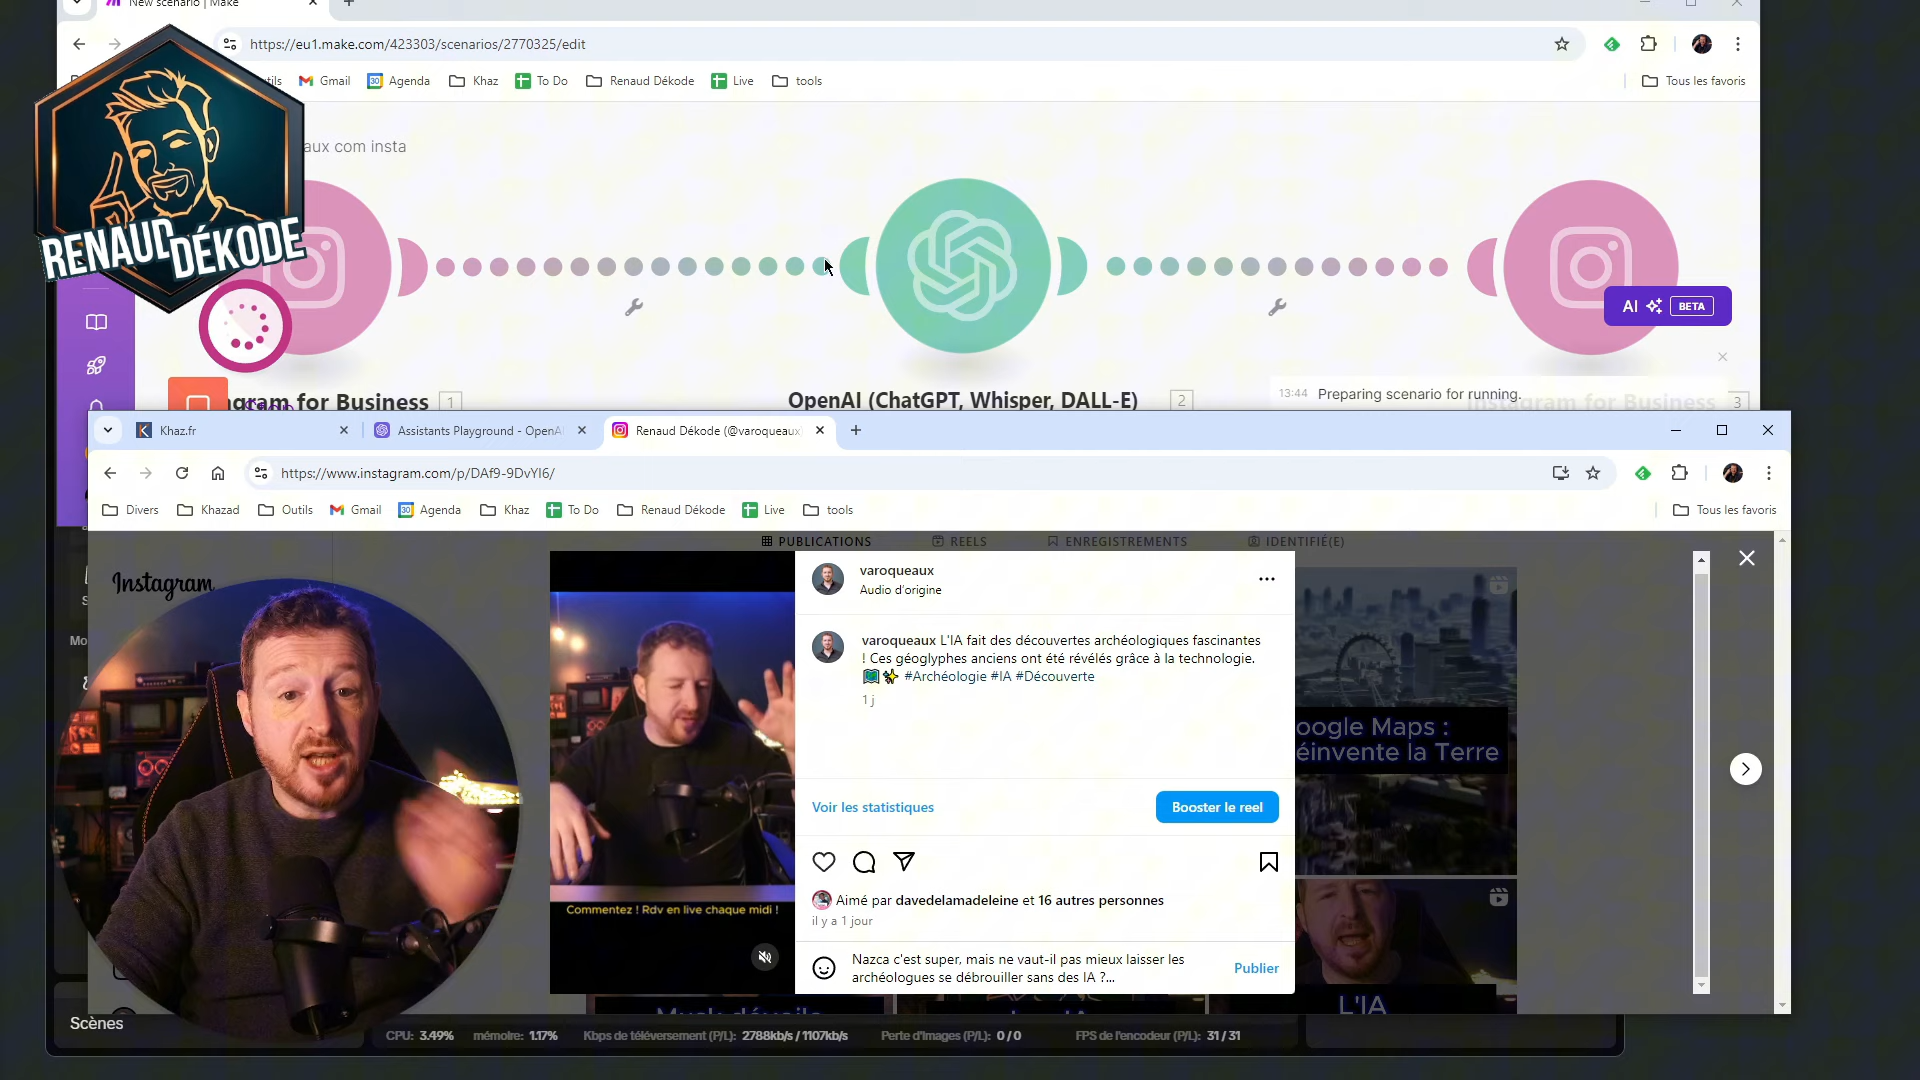 New scenario | Make
https://eu1.make.com/423303/scenarios/2770325/edit
Gmail
Agenda
Khaz
To Do
Renaud Dékode
Live
tools
Tous les favoris
aux com insta
RENAUD DÉKODE
AI
BETA
gram for Business
1
OpenAI (ChatGPT, Whisper, DALL-E)
2
13:44 Preparing scenario for running.
Instagram for Business
3
Khaz.fr
Assistants Playground - OpenA
Renaud Dékode (@varoqueaux)
https://www.instagram.com/p/DAf9-9DvYl6/
Divers
Khazad
Outils
Gmail
Agenda
Khaz
To Do
Renaud Dékode
Live
tools
Tous les favoris
PUBLICATIONS
REELS
ENREGISTREMENTS
IDENTIFIÉ(E)
Instagram
varoqueaux
Audio d'origine
varoqueaux L'IA fait des découvertes archéologiques fascinantes
! Ces géoglyphes anciens ont été révélés grâce à la technologie.
🗺️✨ #Archéologie #IA #Découverte
1 j
Mo
oogle Maps :
éinvente la Terre
Voir les statistiques
Booster le reel
Aimé par davedelamadeleine et 16 autres personnes
il y a 1 jour
Commentez ! Rdv en live chaque midi !
Nazca c'est super, mais ne vaut-il pas mieux laisser les
archéologues se débrouiller sans des IA ?...
Publier
L'IA
Scènes
CPU: 3.49%
mémoire: 1.17%
Kbps de téléversement (P/L): 2788kb/s / 1107kb/s
Perte d'images (P/L): 0 / 0
FPS de l'encodeur (P/L): 31 / 31